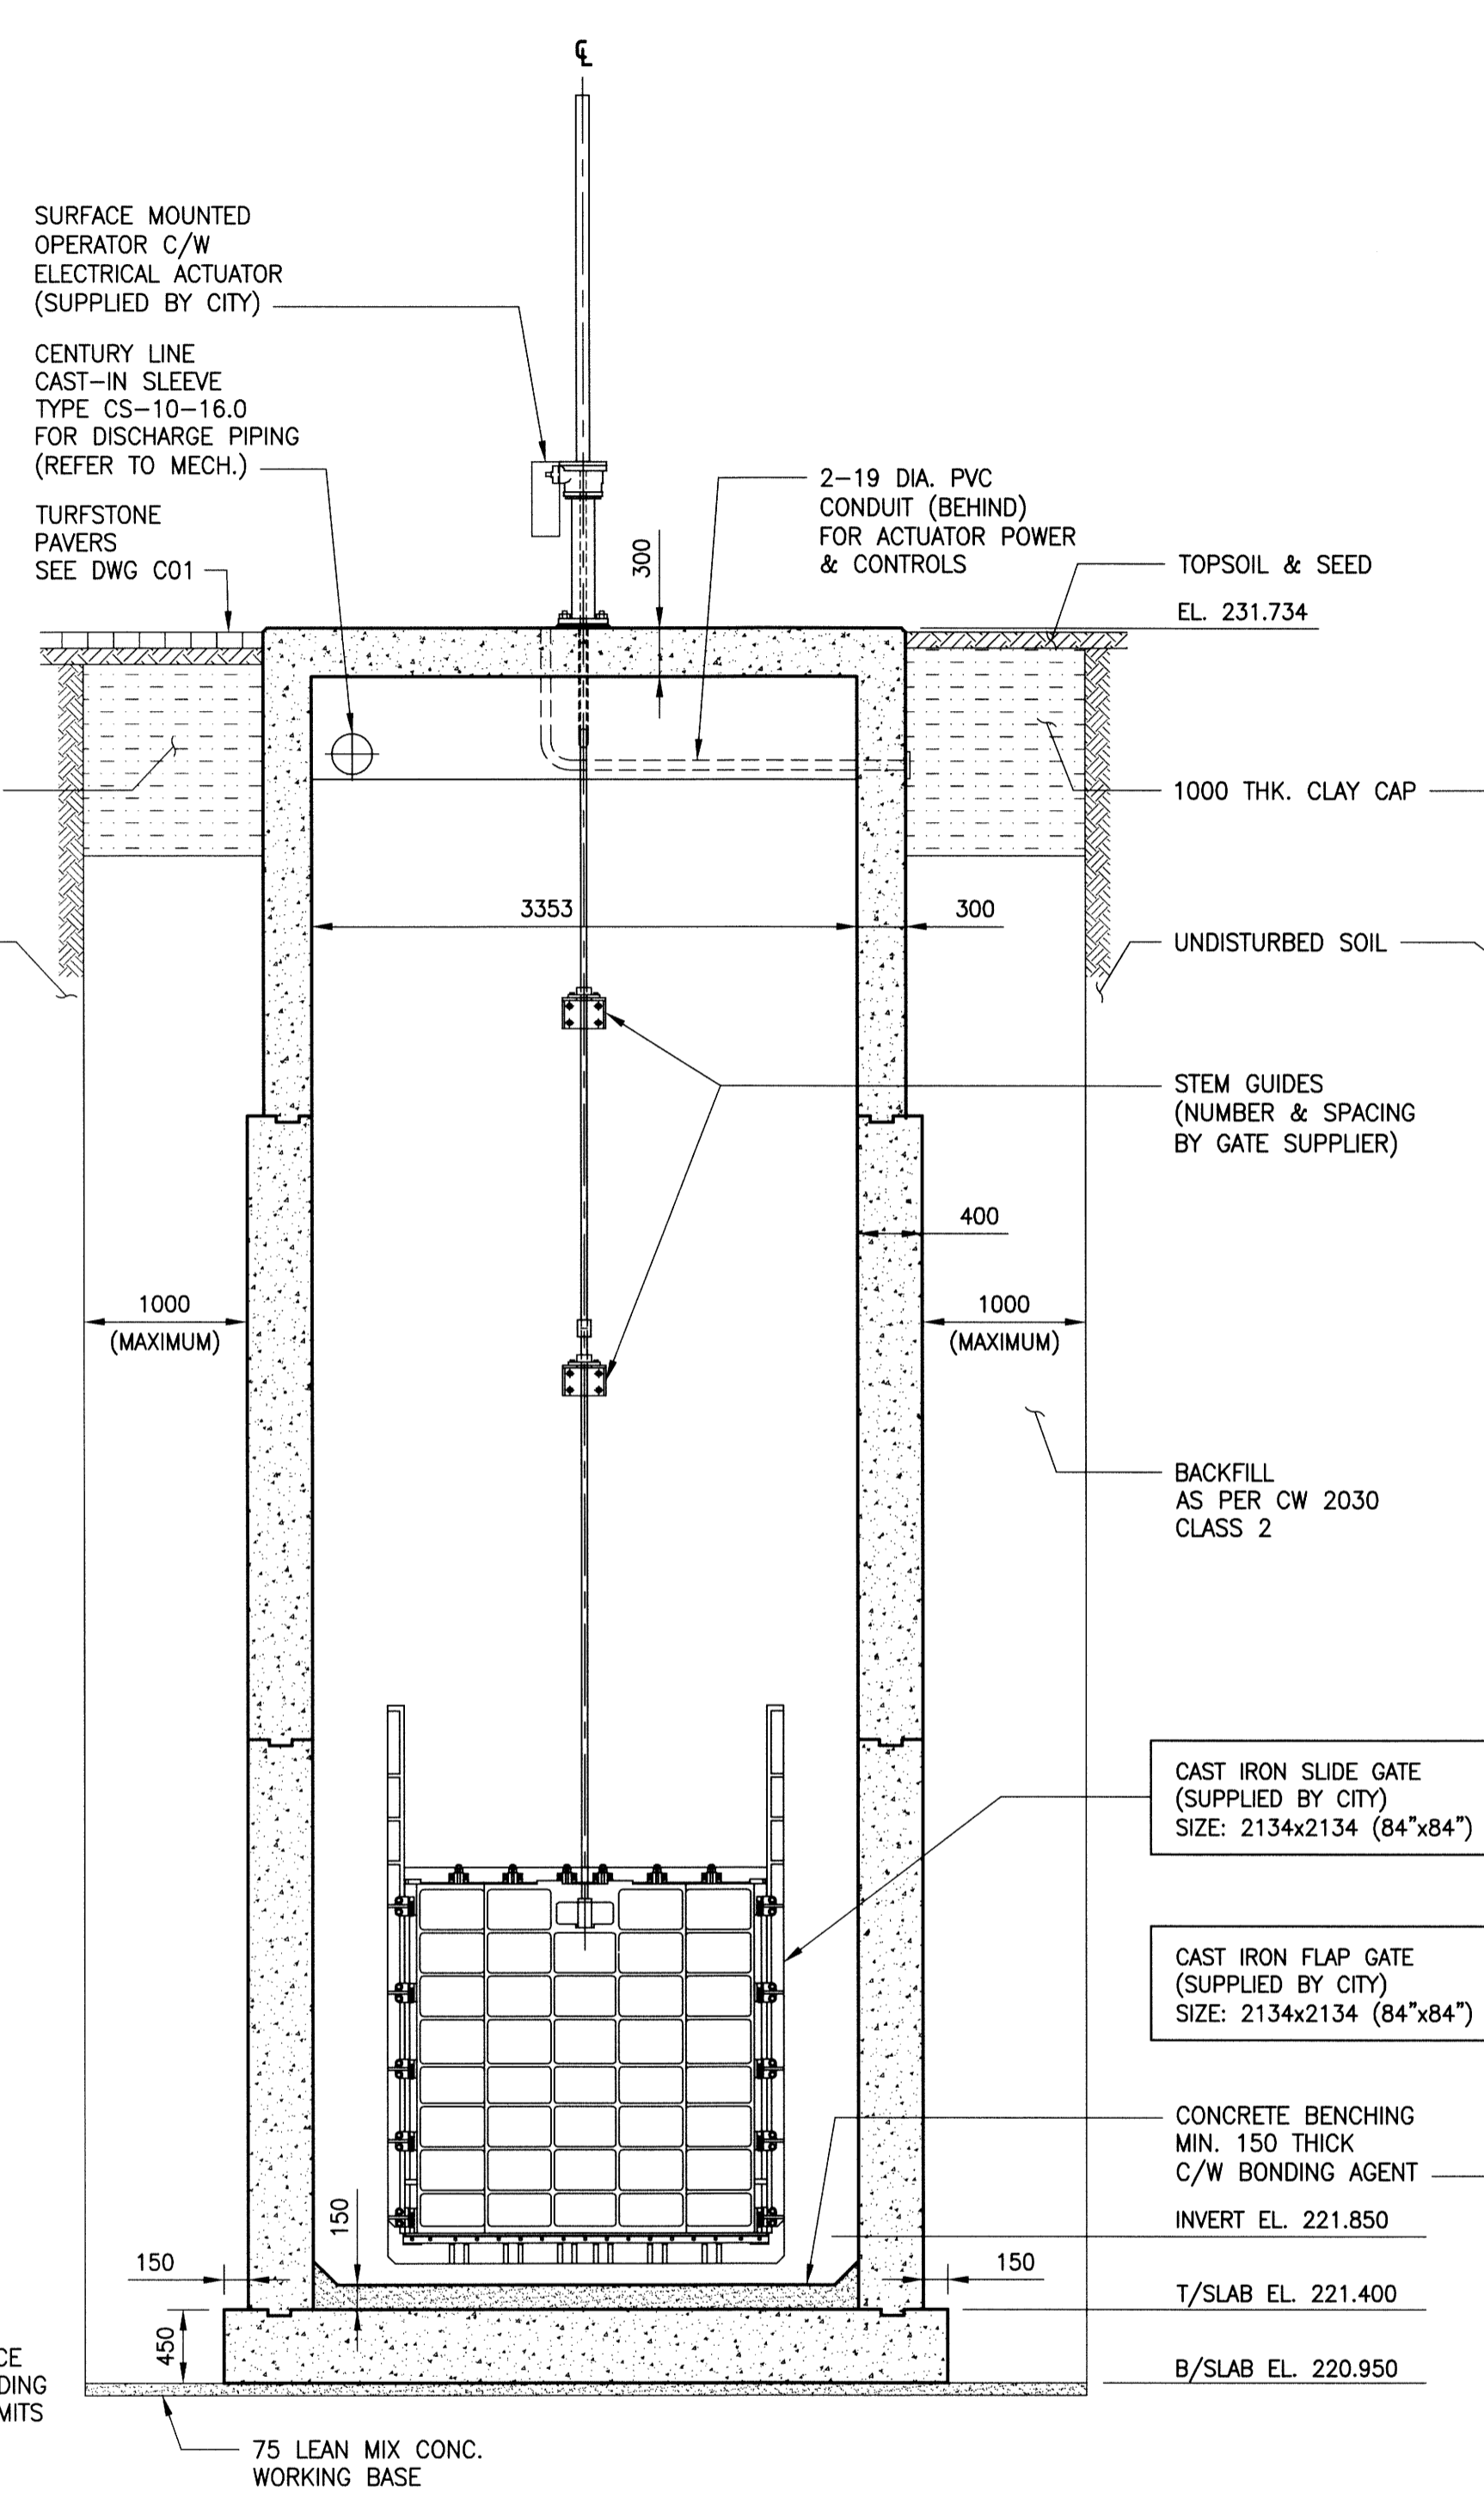 ℄
SURFACE MOUNTED
OPERATOR C/W
ELECTRICAL ACTUATOR
(SUPPLIED BY CITY)
CENTURY LINE
CAST-IN SLEEVE
TYPE CS-10-16.0
FOR DISCHARGE PIPING
(REFER TO MECH.)
TURFSTONE
PAVERS
SEE DWG C01
2-19 DIA. PVC
CONDUIT (BEHIND)
FOR ACTUATOR POWER
& CONTROLS
300
TOPSOIL & SEED
EL. 231.734
1000 THK. CLAY CAP
3353
300
UNDISTURBED SOIL
STEM GUIDES
(NUMBER & SPACING
BY GATE SUPPLIER)
400
1000
(MAXIMUM)
1000
(MAXIMUM)
BACKFILL
AS PER CW 2030
CLASS 2
CAST IRON SLIDE GATE
(SUPPLIED BY CITY)
SIZE: 2134x2134 (84"x84")
CAST IRON FLAP GATE
(SUPPLIED BY CITY)
SIZE: 2134x2134 (84"x84")
CONCRETE BENCHING
MIN. 150 THICK
C/W BONDING AGENT
INVERT EL. 221.850
150
150
150
T/SLAB EL. 221.400
450
B/SLAB EL. 220.950
CE
DING
MITS
75 LEAN MIX CONC.
WORKING BASE